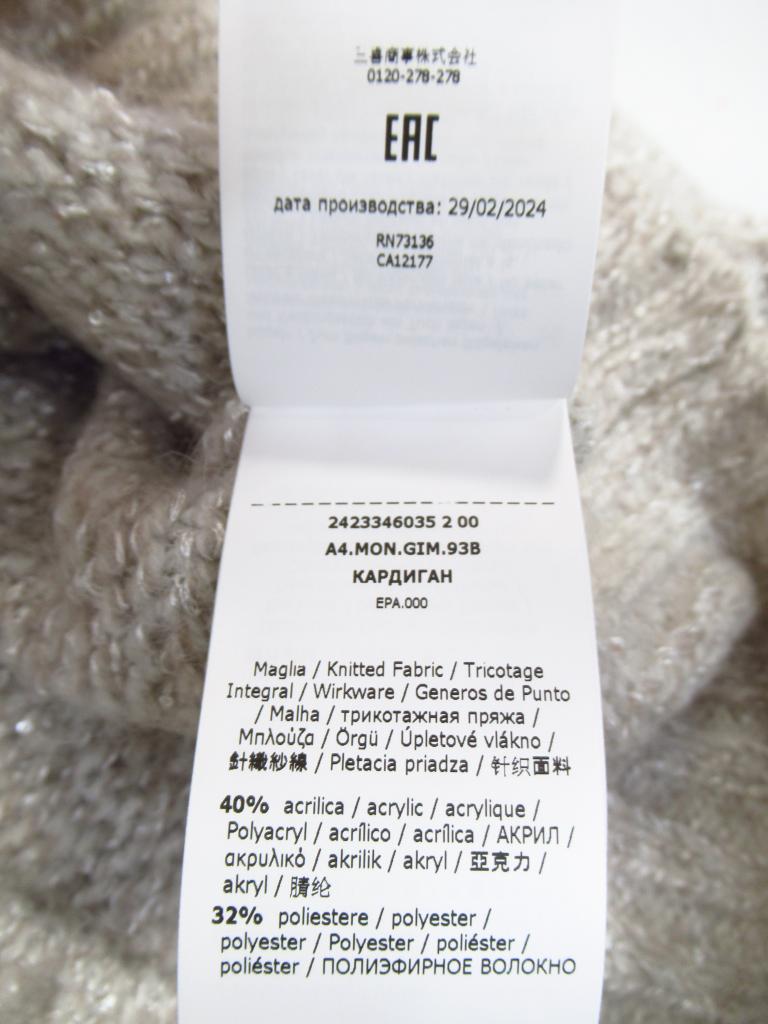 三喜商事株式会社
0120-278-278
EAC
дата производства: 29/02/2024
RN73136
CA12177
2423346035 2 00
A4.MON.GIM.93B
КАРДИГАН
EPA.000
Maglia / Knitted Fabric / Tricotage
Integral / Wirkware / Generos de Punto
/ Malha / трикотажная пряжа /
Μπλούζα / Örgü / Úpletové vlákno /
針織紗線 / Pletacia priadza / 针织面料
40% acrilica / acrylic / acrylique /
Polyacryl / acrílico / acrílica / АКРИЛ /
ακρυλικό / akrilik / akryl / 亞克力 /
akryl / 腈纶
32% poliestere / polyester /
polyester / Polyester / poliéster /
poliéster / ПОЛИЭФИРНОЕ ВОЛОКНО